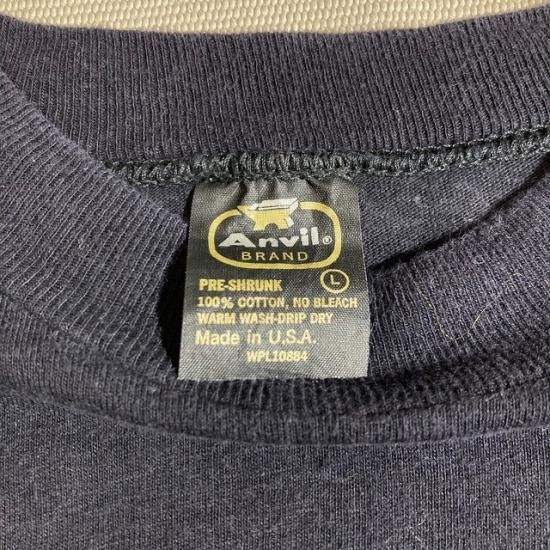 Anvil®
BRAND
PRE-SHRUNK L
100% COTTON, NO BLEACH
WARM WASH-DRIP DRY
Made in U.S.A.
WPL10884